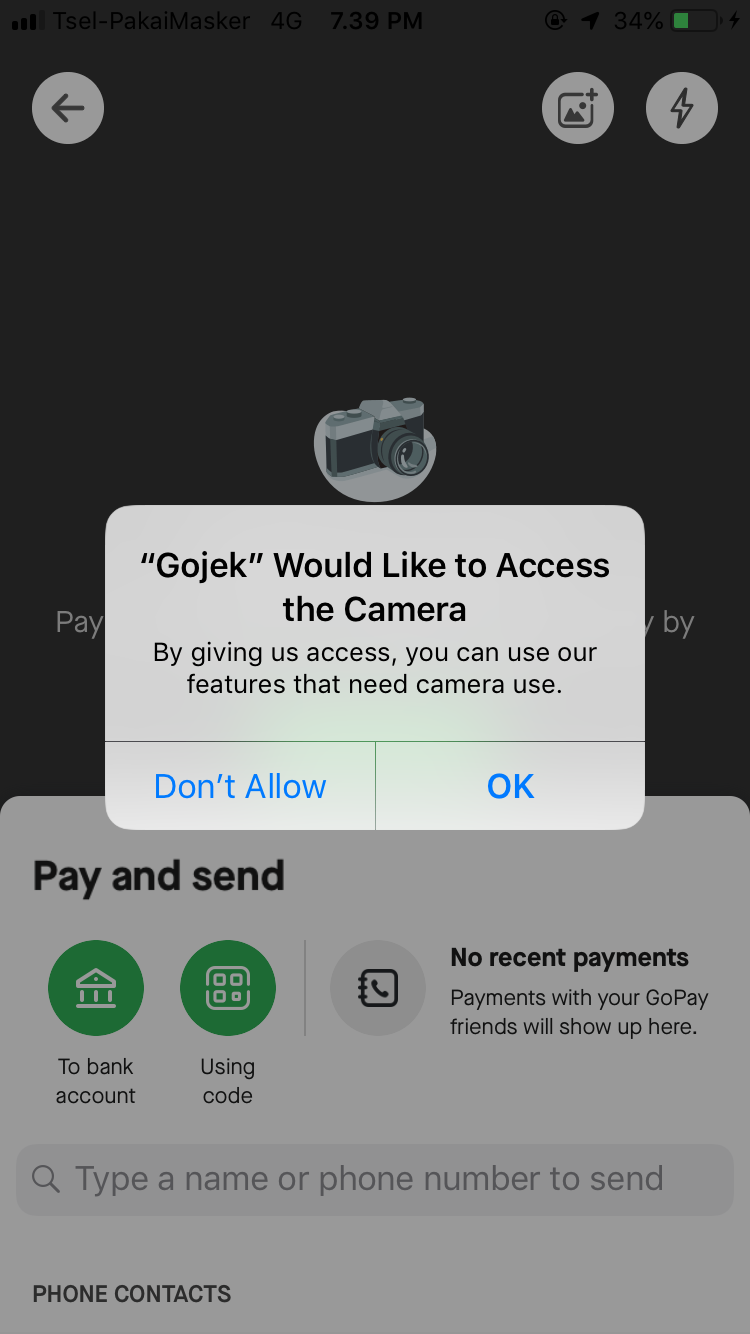 Tsel-PakaiMasker 4G 7.39 PM 34%
“Gojek” Would Like to Access
the Camera
Pay
y by
By giving us access, you can use our
features that need camera use.
Don’t Allow
OK
Pay and send
To bank
account
Using
code
No recent payments
Payments with your GoPay
friends will show up here.
Type a name or phone number to send
PHONE CONTACTS